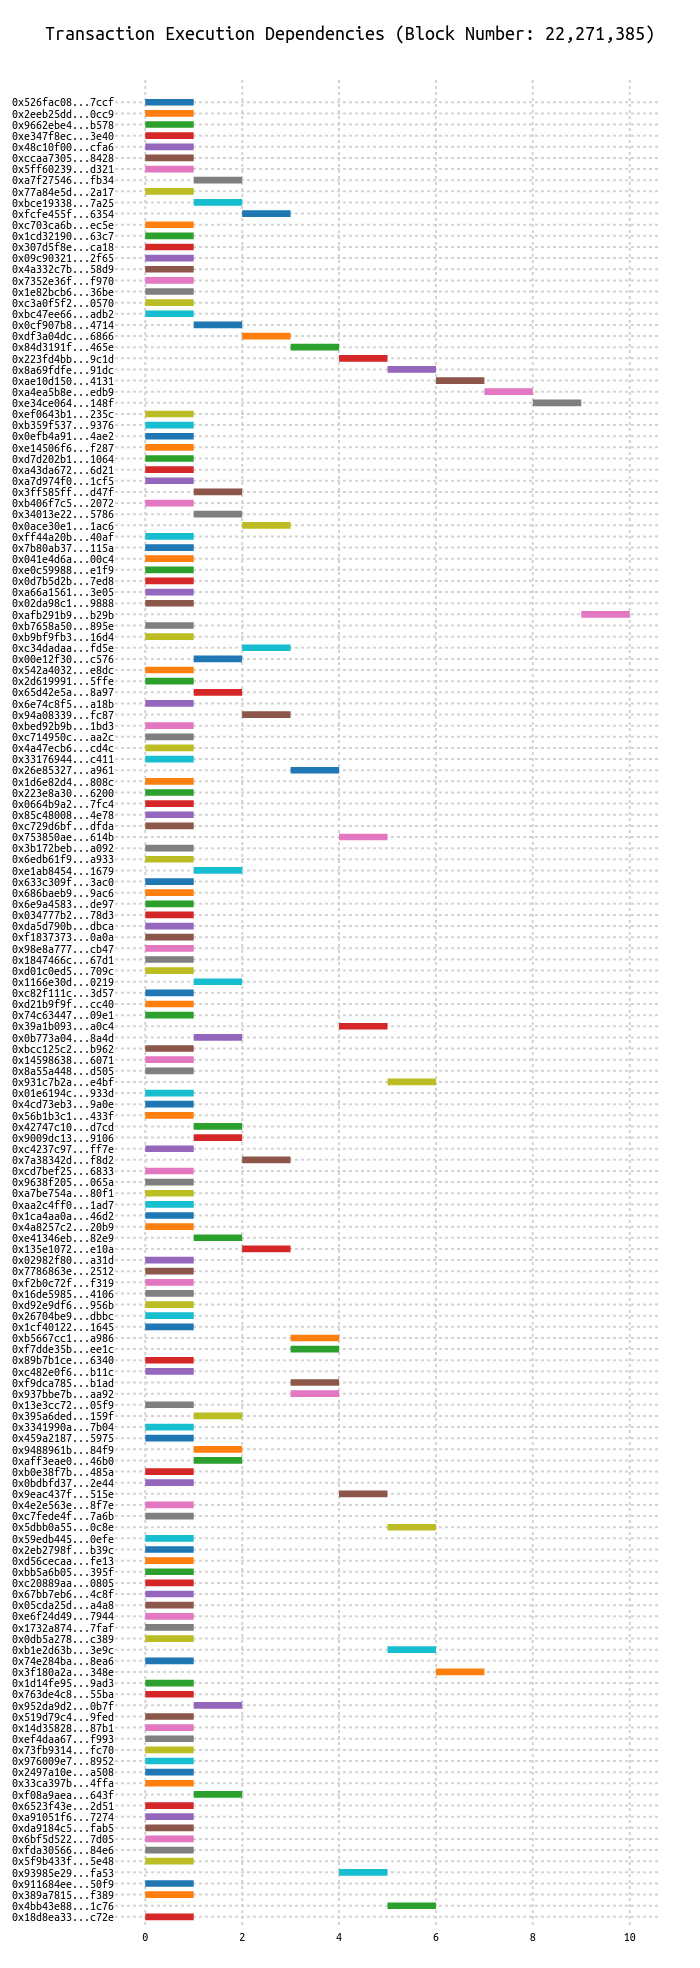 Transaction Execution Dependencies (Block Number: 22,271,385)
0x526fac08...7ccf
0x2eeb25dd...0cc9
0x9662ebe4...b578
0xe347f8ec...3e40
0x48c10f00...cfa6
0xccaa7305...8428
0x5ff60239...d321
0xa7f27546...fb34
0x77a84e5d...2a17
0xbce19338...7a25
0xfcfe455f...6354
0xc703ca6b...ec5e
0x1cd32190...63c7
0x307d5f8e...ca18
0x09c90321...2f65
0x4a332c7b...58d9
0x7352e36f...f970
0x1e82bcb6...36be
0xc3a0f5f2...0570
0xbc47ee66...adb2
0x0cf907b8...4714
0xdf3a04dc...6866
0x84d3191f...465e
0x223fd4bb...9c1d
0x8a69fdfe...91dc
0xae10d150...4131
0xa4ea5b8e...edb9
0xe34ce064...148f
0xef0643b1...235c
0xb359f537...9376
0x0efb4a91...4ae2
0xe14506f6...f287
0xd7d202b1...1064
0xa43da672...6d21
0xa7d974f0...1cf5
0x3ff585ff...d47f
0xb406f7c5...2072
0x34013e22...5786
0x0ace30e1...1ac6
0xff44a20b...40af
0x7b80ab37...115a
0x041e4d6a...00c4
0xe0c59988...e1f9
0x0d7b5d2b...7ed8
0xa66a1561...3e05
0x02da98c1...9888
0xafb291b9...b29b
0xb7658a50...895e
0xb9bf9fb3...16d4
0xc34dadaa...fd5e
0x00e12f30...c576
0x542a4032...e8dc
0x2d619991...5ffe
0x65d42e5a...8a97
0x6e74c8f5...a18b
0x94a08339...fc87
0xbed92b9b...1bd3
0xc714950c...aa2c
0x4a47ecb6...cd4c
0x33176944...c411
0x26e85327...a961
0x1d6e82d4...808c
0x223e8a30...6200
0x0664b9a2...7fc4
0x85c48008...4e78
0xc729d6bf...dfda
0x753850ae...614b
0x3b172beb...a092
0x6edb61f9...a933
0xe1ab8454...1679
0x633c309f...3ac0
0x686baeb9...9ac6
0x6e9a4583...de97
0x034777b2...78d3
0xda5d790b...dbca
0xf1837373...0a0a
0x98e8a777...cb47
0x1847466c...67d1
0xd01c0ed5...709c
0x1166e30d...0219
0xc82f111c...3d57
0xd21b9f9f...cc40
0x74c63447...09e1
0x39a1b093...a0c4
0x0b773a04...8a4d
0xbcc125c2...b962
0x14598638...6071
0x8a55a448...d505
0x931c7b2a...e4bf
0x01e6194c...933d
0x4cd73eb3...9a0e
0x56b1b3c1...433f
0x42747c10...d7cd
0x9009dc13...9106
0xc4237c97...ff7e
0x7a38342d...f8d2
0xcd7bef25...6833
0x9638f205...065a
0xa7be754a...80f1
0xaa2c4ff0...1ad7
0x1ca4aa0a...46d2
0x4a8257c2...20b9
0xe41346eb...82e9
0x135e1072...e10a
0x02982f80...a31d
0x7786863e...2512
0xf2b0c72f...f319
0x16de5985...4106
0xd92e9df6...956b
0x26704be9...dbbc
0x1cf40122...1645
0xb5667cc1...a986
0xf7dde35b...ee1c
0x89b7b1ce...6340
0xc482e0f6...b11c
0xf9dca785...b1ad
0x937bbe7b...aa92
0x13e3cc72...05f9
0x395a6ded...159f
0x3341990a...7b04
0x459a2187...5975
0x9488961b...84f9
0xaff3eae0...46b0
0xb0e38f7b...485a
0x0bdbfd37...2e44
0x9eac437f...515e
0x4e2e563e...8f7e
0xc7fede4f...7a6b
0x5dbb0a55...0c8e
0x59edb445...0efe
0x2eb2798f...b39c
0xd56cecaa...fe13
0xbb5a6b05...395f
0xc20889aa...0805
0x67bb7eb6...4c8f
0x05cda25d...a4a8
0xe6f24d49...7944
0x1732a874...7faf
0x0db5a278...c389
0xb1e2d63b...3e9c
0x74e284ba...8ea6
0x3f180a2a...348e
0x1d14fe95...9ad3
0x763de4c8...55ba
0x952da9d2...0b7f
0x519d79c4...9fed
0x14d35828...87b1
0xef4daa67...f993
0x73fb9314...fc70
0x976009e7...8952
0x2497a10e...a508
0x33ca397b...4ffa
0xf08a9aea...643f
0x6523f43e...2d51
0xa91051f6...7274
0xda9184c5...fab5
0x6bf5d522...7d05
0xfda30566...84e6
0x5f9b433f...5e48
0x93985e29...fa53
0x911684ee...50f9
0x389a7815...f389
0x4bb43e88...1c76
0x18d8ea33...c72e
0 2 4 6 8 10